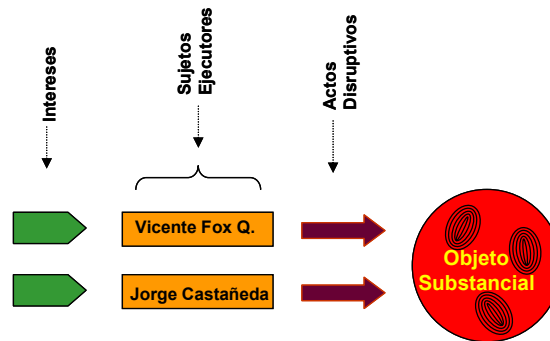 Intereses
Sujetos
Ejecutores
Actos
Disruptivos
Vicente Fox Q.
Jorge Castañeda
Objeto
Substancial